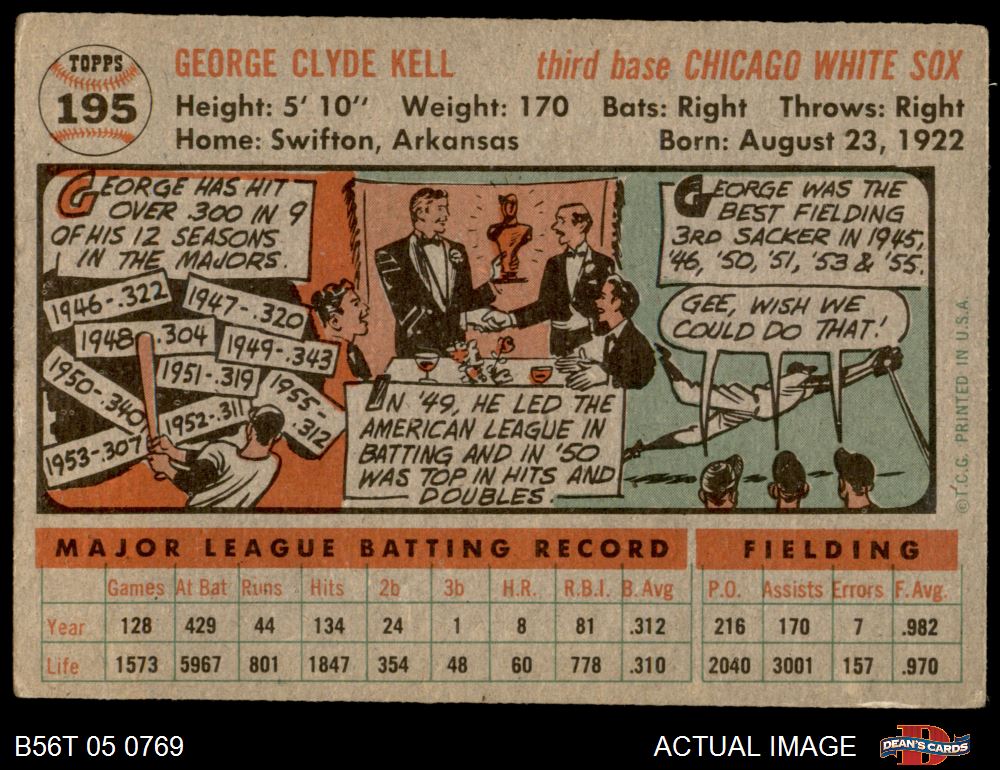 TOPPS
195
GEORGE CLYDE KELL third base CHICAGO WHITE SOX
Height: 5' 10" Weight: 170 Bats: Right Throws: Right
Home: Swifton, Arkansas Born: August 23, 1922
GEORGE HAS HIT
OVER .300 IN 9
OF HIS 12 SEASONS
IN THE MAJORS.
1946-.322
1947-.320
1948-.304
1949-.343
1950-.340
1951-.319
1952-.311
1953-.307
1955-
.312
IN '49, HE LED THE
AMERICAN LEAGUE IN
BATTING AND IN '50
WAS TOP IN HITS AND
DOUBLES.
GEORGE WAS THE
BEST FIELDING
3RD SACKER IN 1945,
'46, '50, '51, '53 & '55.
GEE, WISH WE
COULD DO THAT!
©T.C.G. PRINTED IN U.S.A.
MAJOR LEAGUE BATTING RECORD FIELDING
Games At Bat Runs Hits 2b 3b H.R. R.B.I. B. Avg P.O. Assists Errors F. Avg.
Year 128 429 44 134 24 1 8 81 .312 216 170 7 .982
Life 1573 5967 801 1847 354 48 60 778 .310 2040 3001 157 .970
B56T 05 0769 ACTUAL IMAGE D DEAN'S CARDS